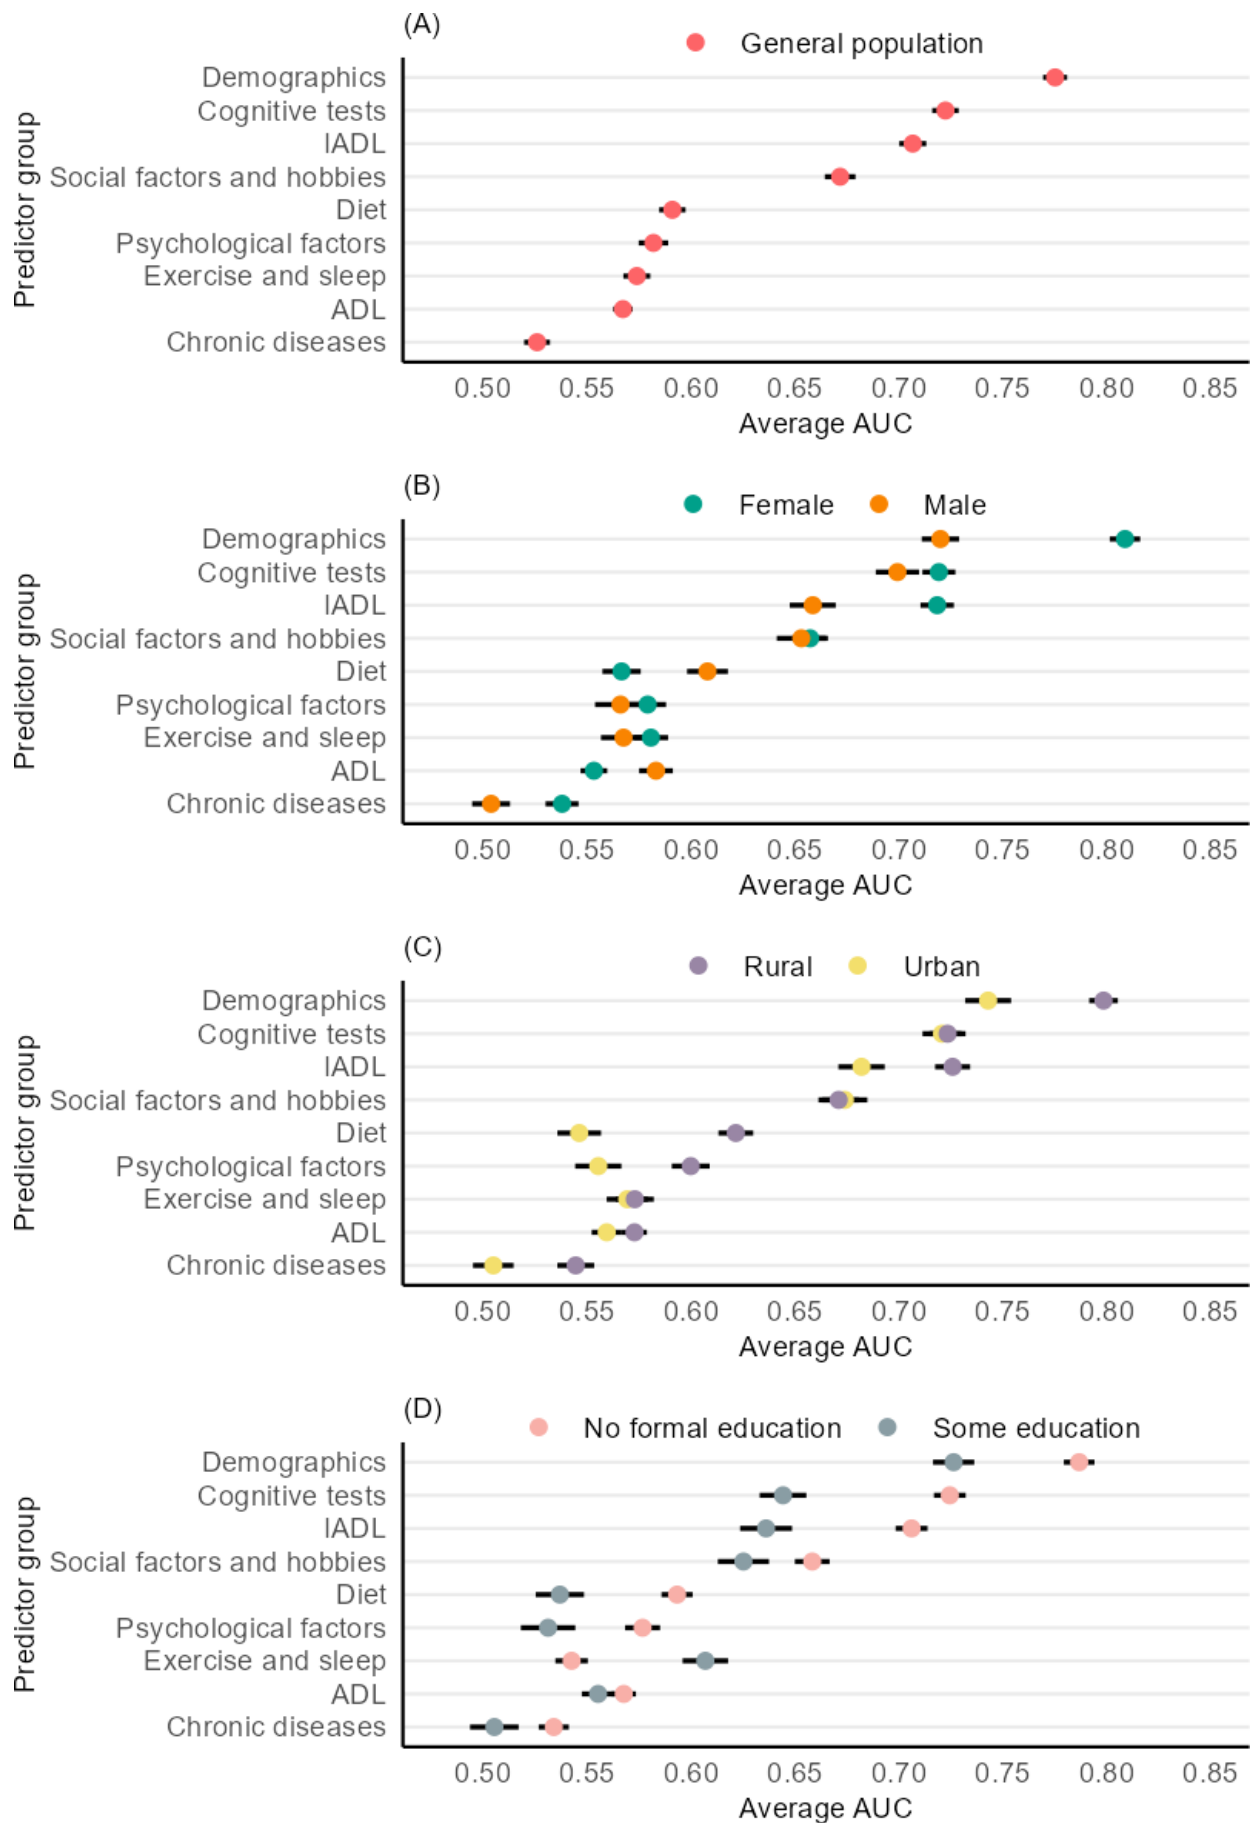 (A)
General population
Predictor group
Demographics
Cognitive tests
IADL
Social factors and hobbies
Diet
Psychological factors
Exercise and sleep
ADL
Chronic diseases
0.50 0.55 0.60 0.65 0.70 0.75 0.80 0.85
Average AUC
(B)
Female Male
Predictor group
Demographics
Cognitive tests
IADL
Social factors and hobbies
Diet
Psychological factors
Exercise and sleep
ADL
Chronic diseases
0.50 0.55 0.60 0.65 0.70 0.75 0.80 0.85
Average AUC
(C)
Rural Urban
Predictor group
Demographics
Cognitive tests
IADL
Social factors and hobbies
Diet
Psychological factors
Exercise and sleep
ADL
Chronic diseases
0.50 0.55 0.60 0.65 0.70 0.75 0.80 0.85
Average AUC
(D)
No formal education Some education
Predictor group
Demographics
Cognitive tests
IADL
Social factors and hobbies
Diet
Psychological factors
Exercise and sleep
ADL
Chronic diseases
0.50 0.55 0.60 0.65 0.70 0.75 0.80 0.85
Average AUC